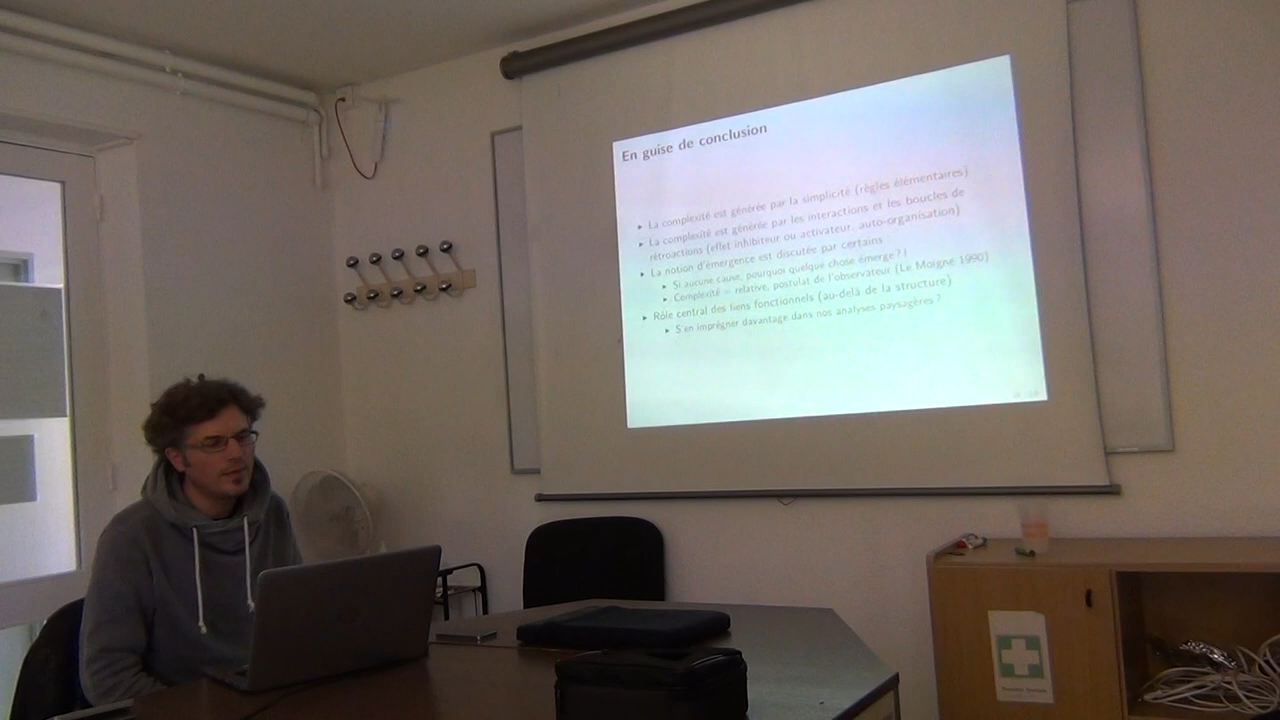 En guise de conclusion
▸ La complexité est générée par la simplicité (règles élémentaires)
▸ La complexité est générée par les interactions et les boucles de
rétroactions (effet inhibiteur ou activateur, auto-organisation)
▸ La notion d'émergence est discutée par certains
▸ Si aucune cause, pourquoi quelque chose émerge ? !
▸ Complexité = relative, postulat de l'observateur (Le Moigne 1990)
▸ Rôle central des liens fonctionnels (au-delà de la structure)
▸ S'en imprégner davantage dans nos analyses paysagères ?